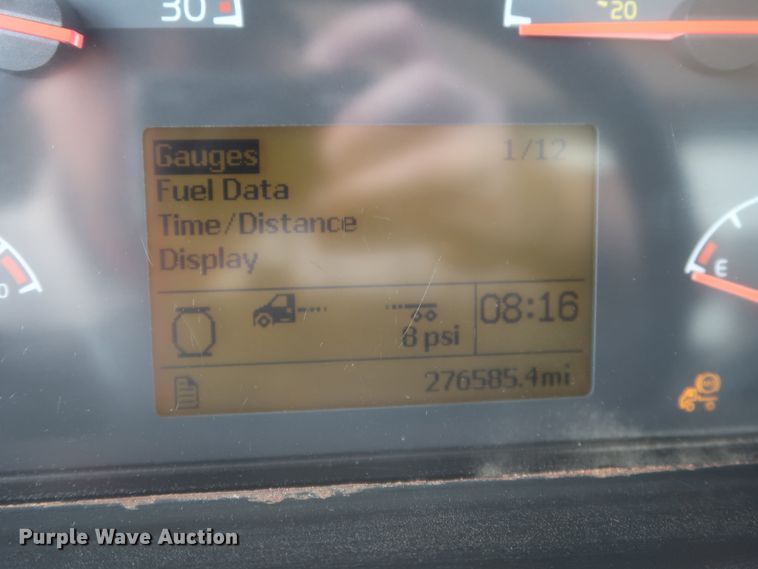 30
20
Gauges 1/12
Fuel Data
Time/Distance
Display
E
0
08:16
8 psi
276585.4mi
Purple Wave Auction